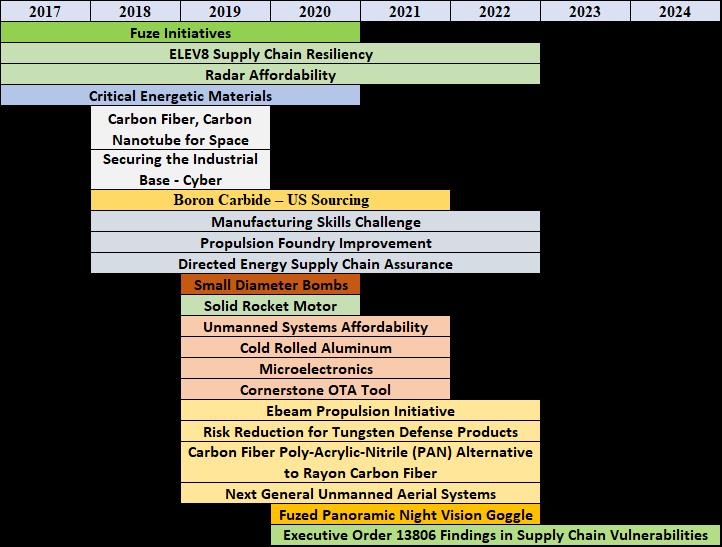 2017 2018 2019 2020 2021 2022 2023 2024
Fuze Initiatives
ELEV8 Supply Chain Resiliency
Radar Affordability
Critical Energetic Materials
Carbon Fiber, Carbon
Nanotube for Space
Securing the Industrial
Base - Cyber
Boron Carbide – US Sourcing
Manufacturing Skills Challenge
Propulsion Foundry Improvement
Directed Energy Supply Chain Assurance
Small Diameter Bombs
Solid Rocket Motor
Unmanned Systems Affordability
Cold Rolled Aluminum
Microelectronics
Cornerstone OTA Tool
Ebeam Propulsion Initiative
Risk Reduction for Tungsten Defense Products
Carbon Fiber Poly-Acrylic-Nitrile (PAN) Alternative
to Rayon Carbon Fiber
Next General Unmanned Aerial Systems
Fuzed Panoramic Night Vision Goggle
Executive Order 13806 Findings in Supply Chain Vulnerabilities